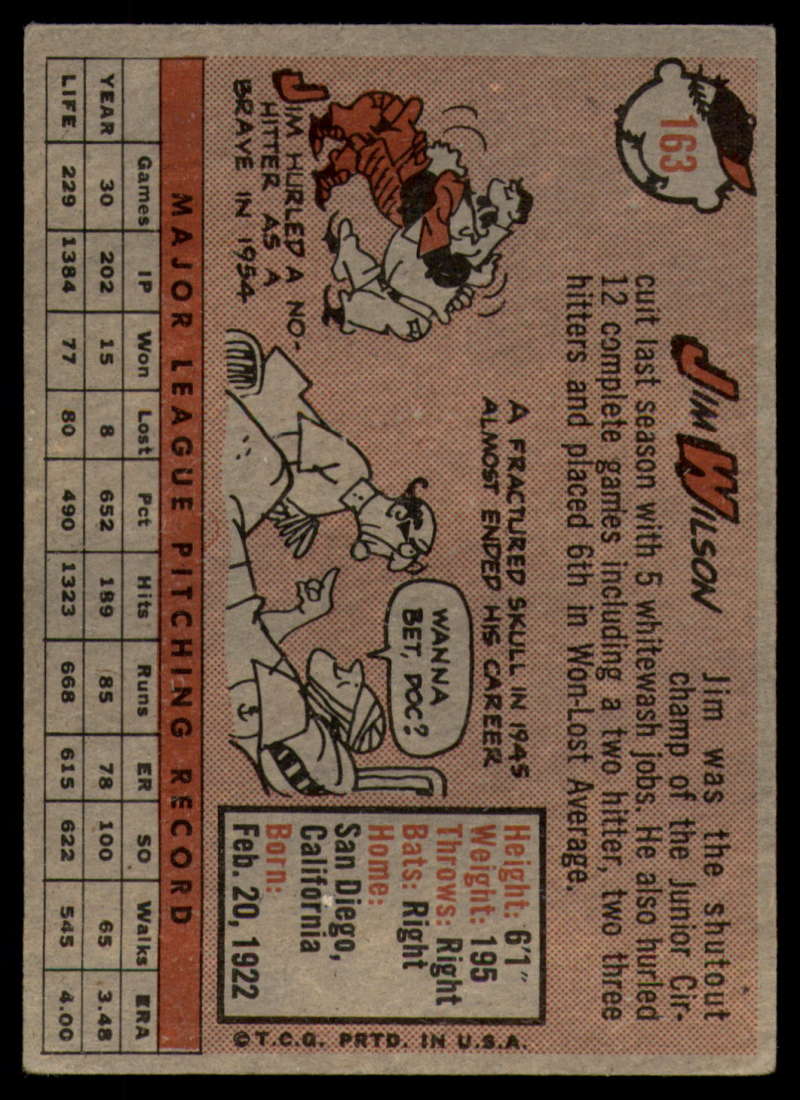 163
JIM WILSON
Jim was the shutout
champ of the Junior Cir-
cuit last season with 5 whitewash jobs. He also hurled
12 complete games including a two hitter, two three
hitters and placed 6th in Won-Lost Average.
JIM HURLED A NO-
HITTER AS A
BRAVE IN 1954
A FRACTURED SKULL IN 1945
ALMOST ENDED HIS CAREER
WANNA
BET, DOC?
Height: 6'1"
Weight: 195
Throws: Right
Bats: Right
Home:
San Diego,
California
Born:
Feb. 20, 1922
©T.C.G. PRTD. IN U.S.A.
MAJOR LEAGUE PITCHING RECORD
Games IP Won Lost Pct Hits Runs ER SO Walks ERA
YEAR 30 202 15 8 652 189 85 78 100 65 3.48
LIFE 229 1384 77 80 490 1323 668 615 622 545 4.00